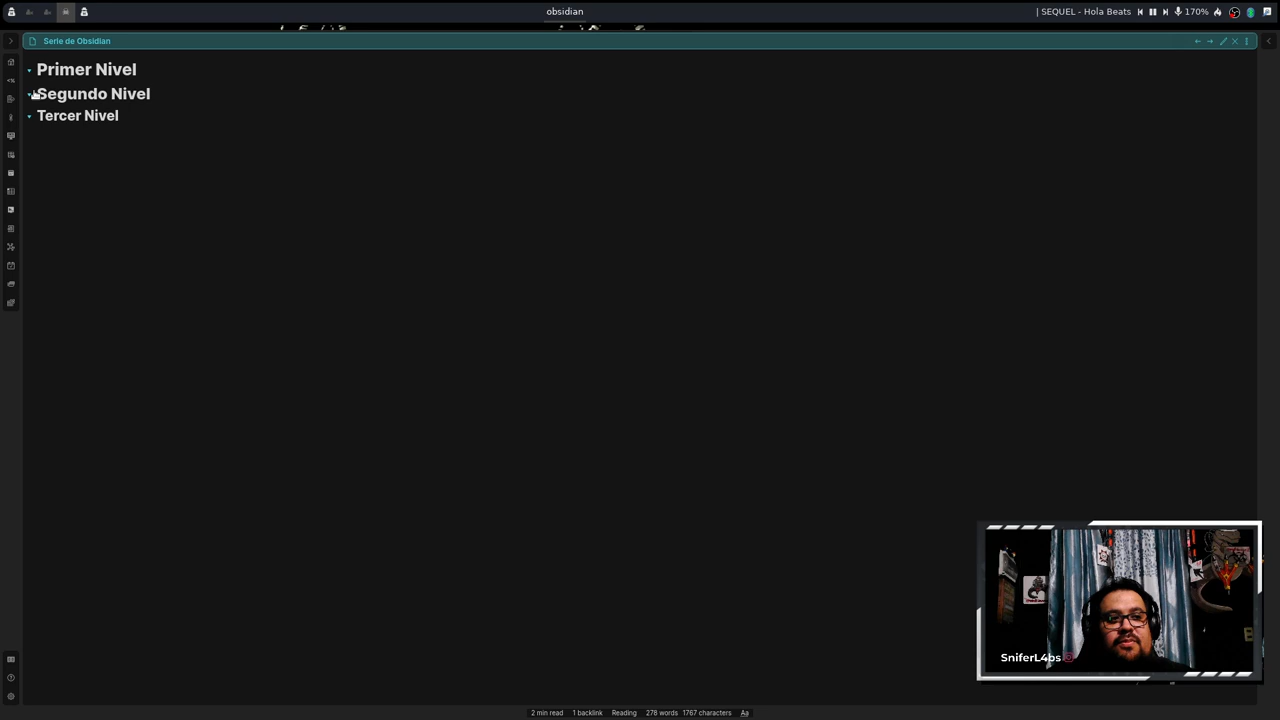 obsidian
| SEQUEL - Hola Beats
170%
Serie de Obsidian
Primer Nivel
Segundo Nivel
Tercer Nivel
SniferL4bs
2 min read
1 backlink
Reading
278 words
1767 characters
Aa